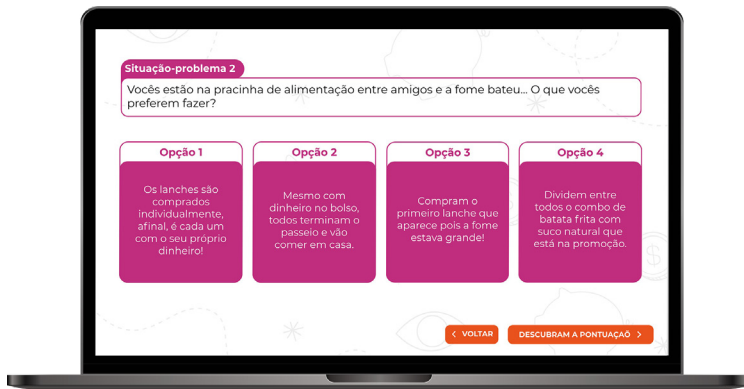 Situação-problema 2
Vocês estão na pracinha de alimentação entre amigos e a fome bateu... O que vocês
preferem fazer?
Opção 1
Os lanches são
comprados
individualmente,
afinal, é cada um
com o seu próprio
dinheiro!
Opção 2
Mesmo com
dinheiro no bolso,
todos terminam o
passeio e vão
comer em casa.
Opção 3
Compram o
primeiro lanche que
aparece pois a fome
estava grande!
Opção 4
Dividem entre
todos o combo de
batata frita com
suco natural que
está na promoção.
< VOLTAR
DESCUBRAM A PONTUAÇAÕ >